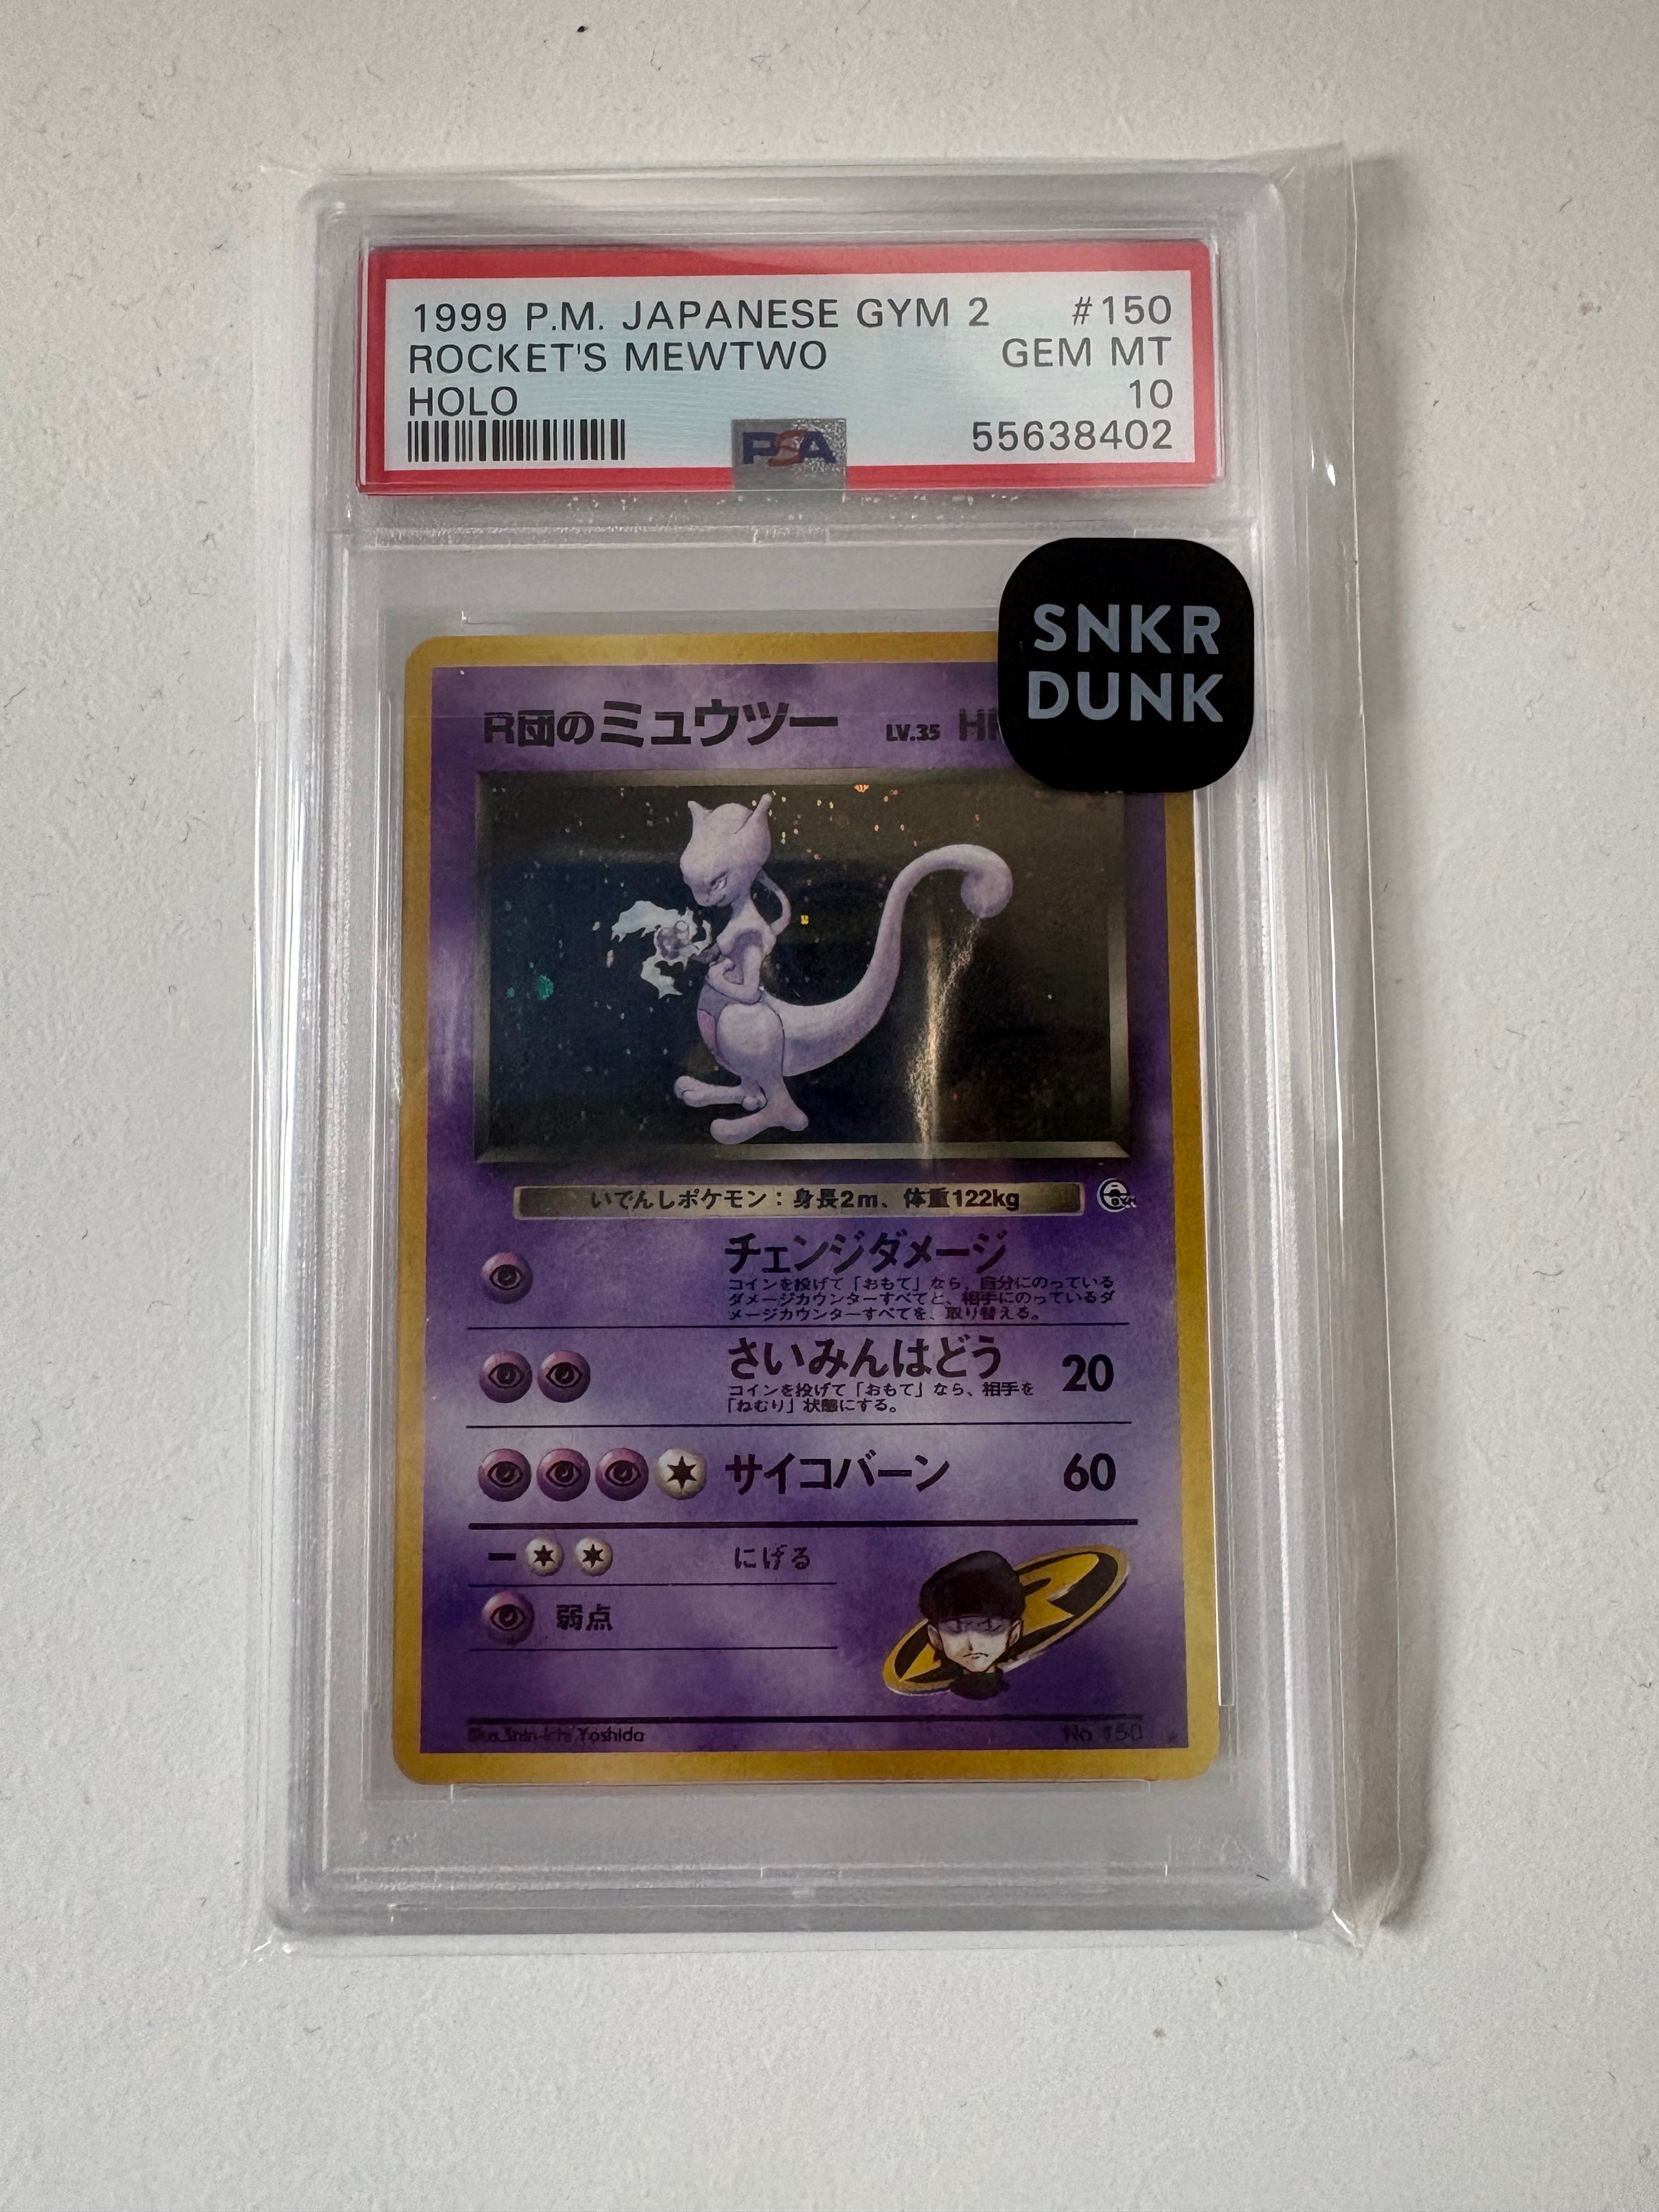 1999 P.M. JAPANESE GYM 2 #150
ROCKET'S MEWTWO GEM MT
HOLO 10
55638402
PSA
SNKR
DUNK
R団のミュウツー LV.35
いでんしポケモン：身長2m、体重122kg
チェンジダメージ
コインを投げて「おもて」なら、自分にのっている
ダメージカウンターすべてと、相手にのっているダ
メージカウンターすべてを、取り替える。
さいみんはどう 20
コインを投げて「おもて」なら、相手を
「ねむり」状態にする。
サイコバーン 60
にげる
弱点
Illus. Shin-ichi Yoshida No.150